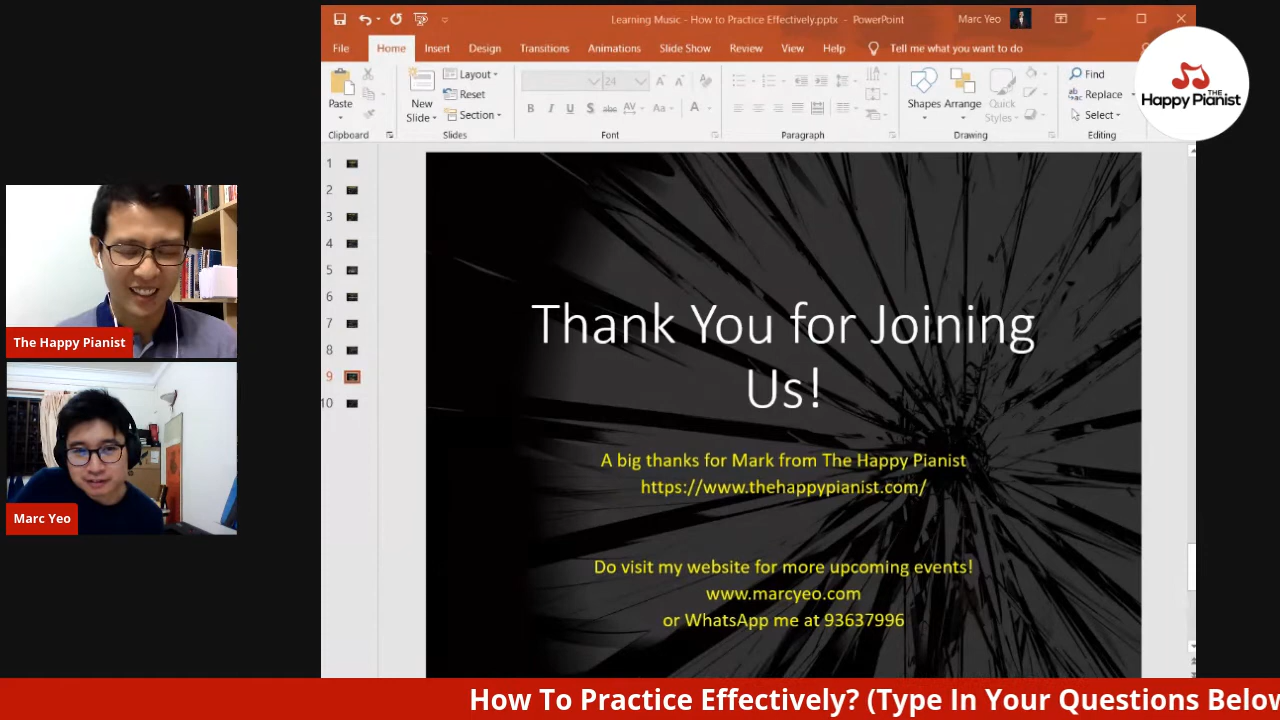 Learning Music - How to Practice Effectively.pptx - PowerPoint
Marc Yeo
File Home Insert Design Transitions Animations Slide Show Review View Help Tell me what you want to do
THE
Happy Pianist
Paste
New
Slide
Layout
Reset
Section
24
B I U S abc AV Aa A
Shapes Arrange Quick
Styles
Find
Replace
Select
Clipboard Slides Font Paragraph Drawing Editing
1
2
3
4
5
6
7
8
9
10
Thank You for Joining
Us!
A big thanks for Mark from The Happy Pianist
https://www.thehappypianist.com/
Do visit my website for more upcoming events!
www.marcyeo.com
or WhatsApp me at 93637996
The Happy Pianist
Marc Yeo
How To Practice Effectively? (Type In Your Questions Below